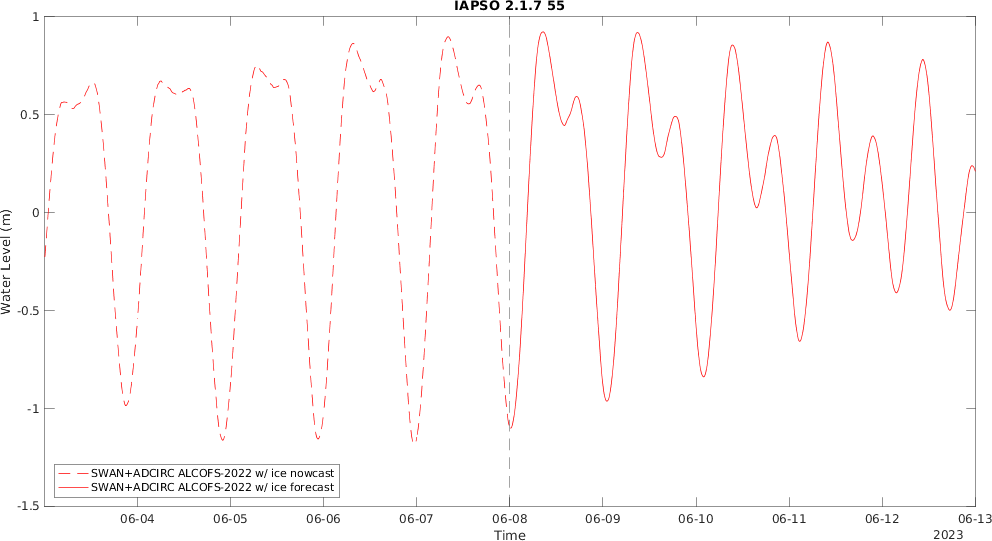 IAPSO 2.1.7 55
1
0.5
0
-0.5
-1
-1.5
Water Level (m)
SWAN+ADCIRC ALCOFS-2022 w/ ice nowcast
SWAN+ADCIRC ALCOFS-2022 w/ ice forecast
06-04 06-05 06-06 06-07 06-08 06-09 06-10 06-11 06-12 06-13
Time
2023